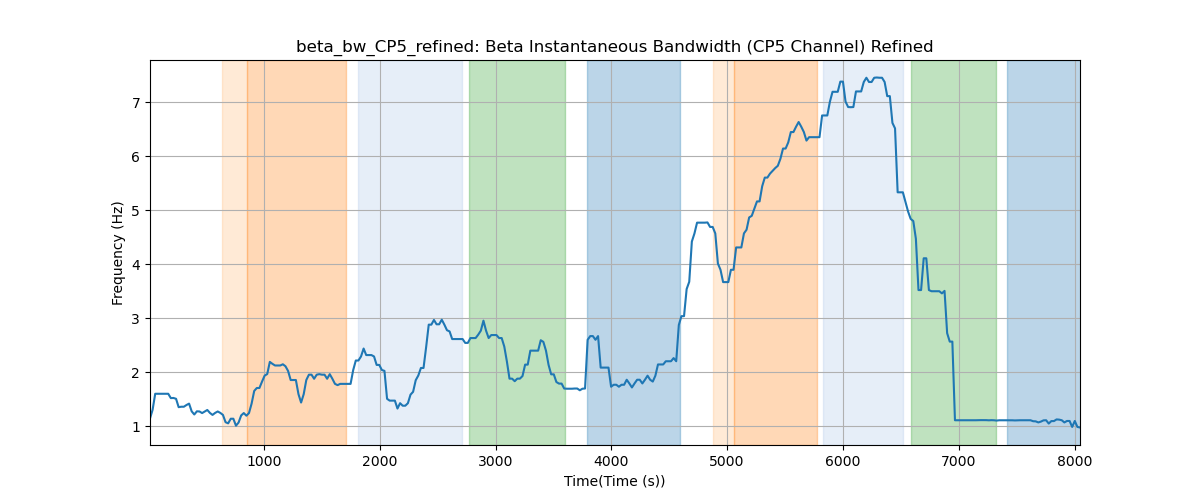 beta_bw_CP5_refined: Beta Instantaneous Bandwidth (CP5 Channel) Refined
Frequency (Hz)
7
6
5
4
3
2
1
1000 2000 3000 4000 5000 6000 7000 8000
Time(Time (s))